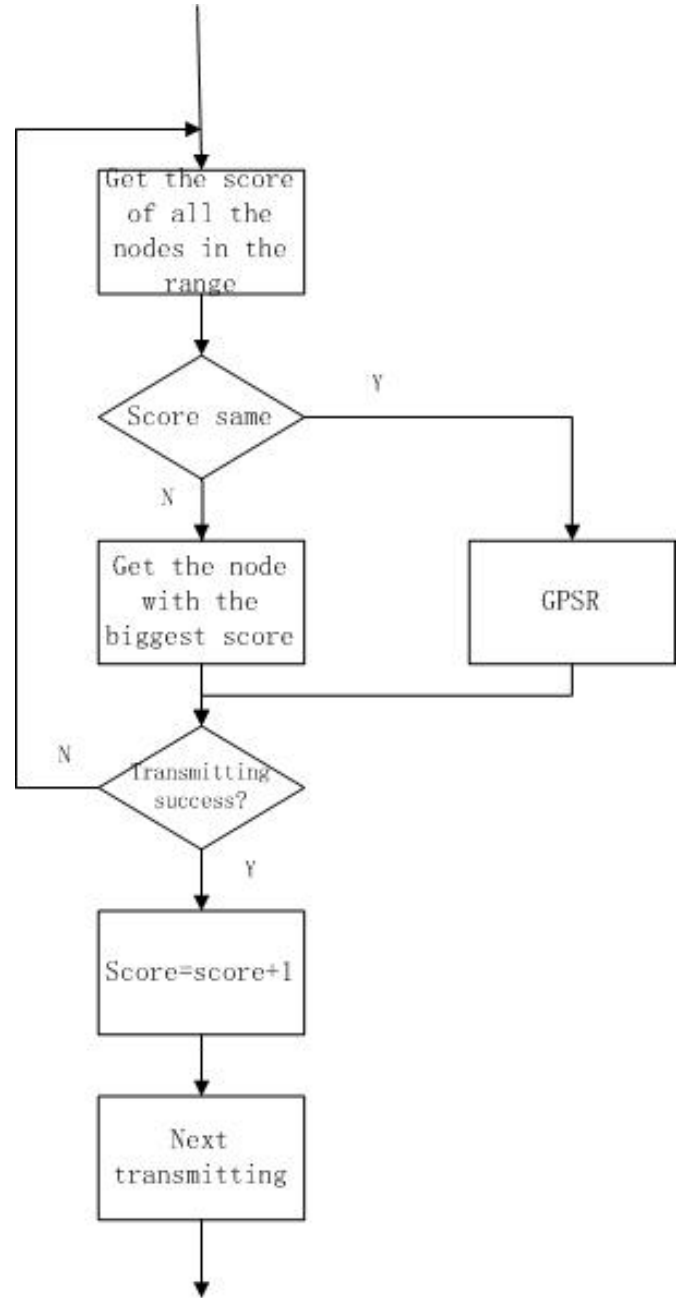 Get the score
of all the
nodes in the
range
Score same
Y
N
Get the node
with the
biggest score
GPSR
N
Transmitting
success?
Y
Score=score+1
Next
transmitting